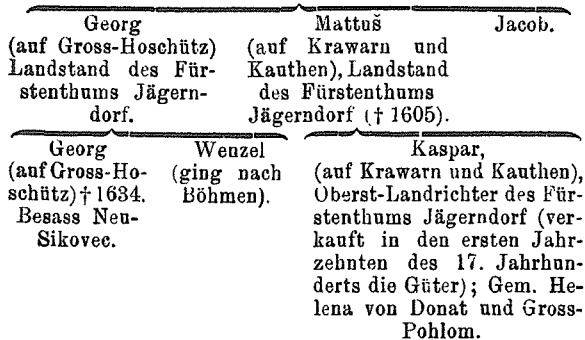 Georg
(auf Gross-Hoschütz)
Landstand des Für-
stenthums Jägern-
dorf.
Mattuš
(auf Krawarn und
Kauthen), Landstand
des Fürstenthums
Jägerndorf († 1605).
Jacob.
Georg
(auf Gross-Ho-
schütz) † 1634.
Besass Neu-
Sikovec.
Wenzel
(ging nach
Böhmen).
Kaspar,
(auf Krawarn und Kauthen),
Oberst-Landrichter des Für-
stenthums Jägerndorf (ver-
kauft in den ersten Jahr-
zehnten des 17. Jahrhun-
derts die Güter); Gem. He-
lena von Donat und Gross-
Pohlom.